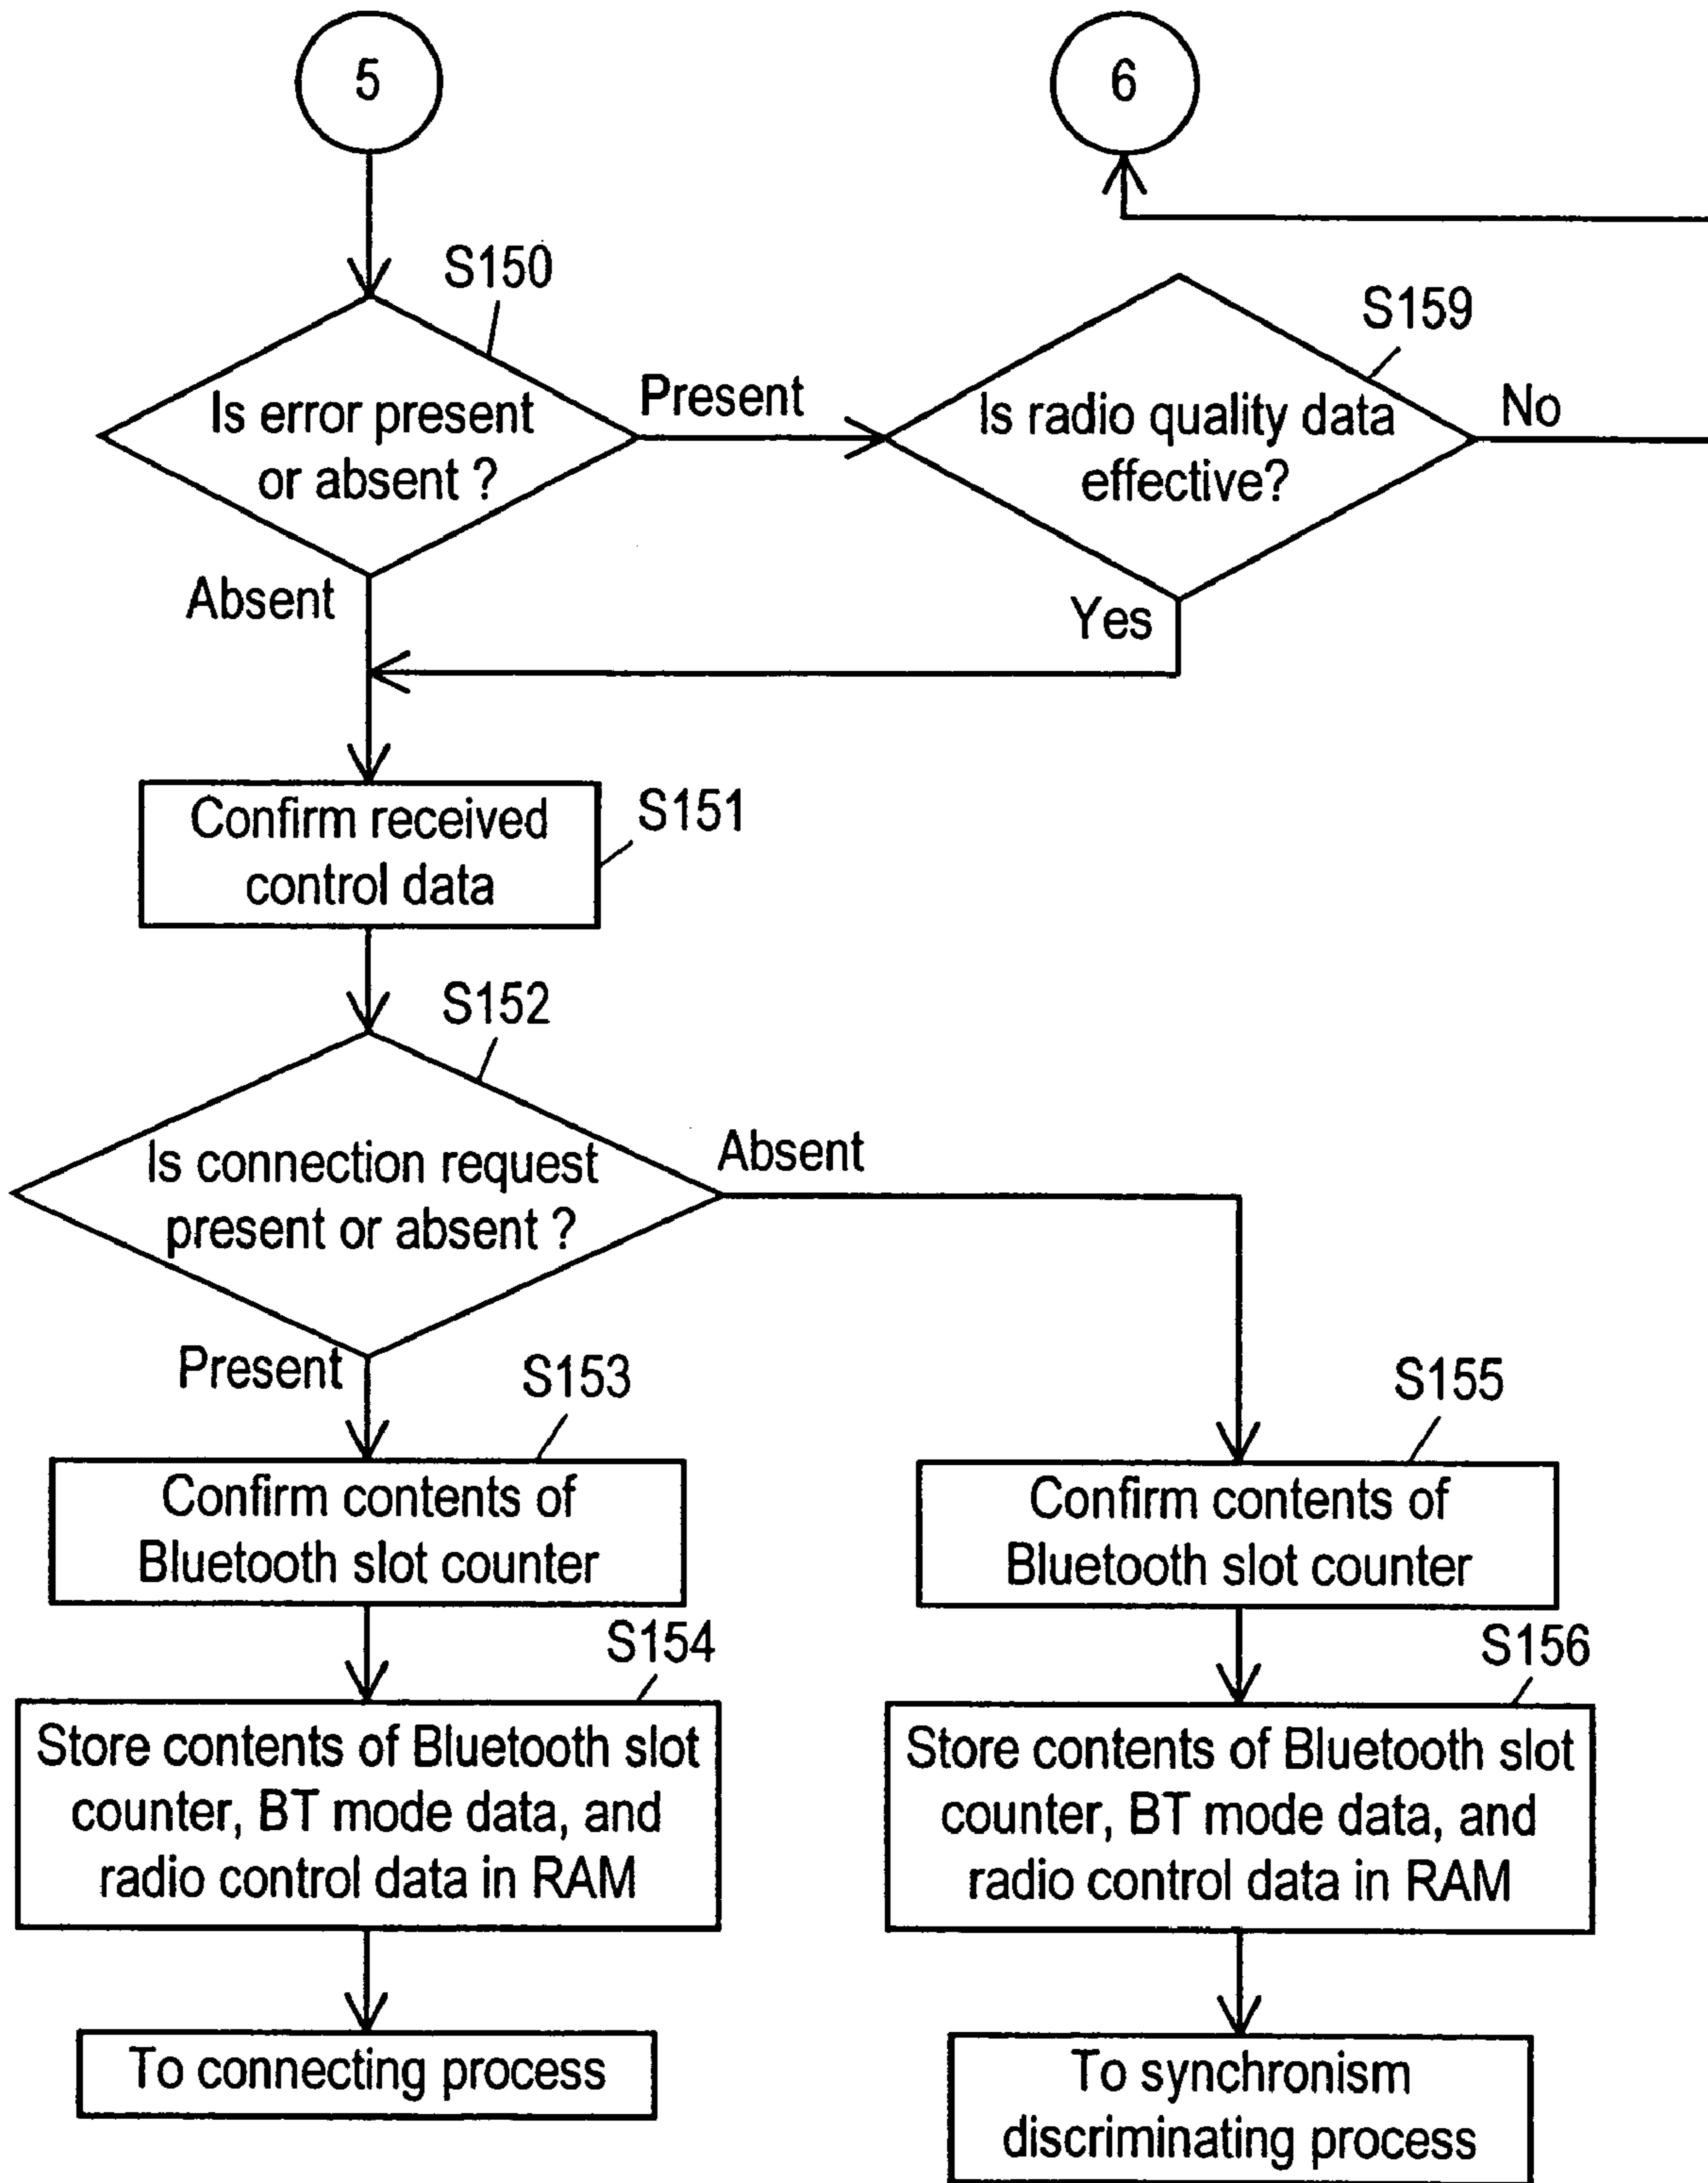 5
6
S150
S159
Is error present
or absent ?
Present
Is radio quality data
effective?
No
Absent
Yes
Confirm received
control data
S151
S152
Is connection request
present or absent ?
Absent
Present
S153
S155
Confirm contents of
Bluetooth slot counter
Confirm contents of
Bluetooth slot counter
S154
S156
Store contents of Bluetooth slot
counter, BT mode data, and
radio control data in RAM
Store contents of Bluetooth slot
counter, BT mode data, and
radio control data in RAM
To connecting process
To synchronism
discriminating process